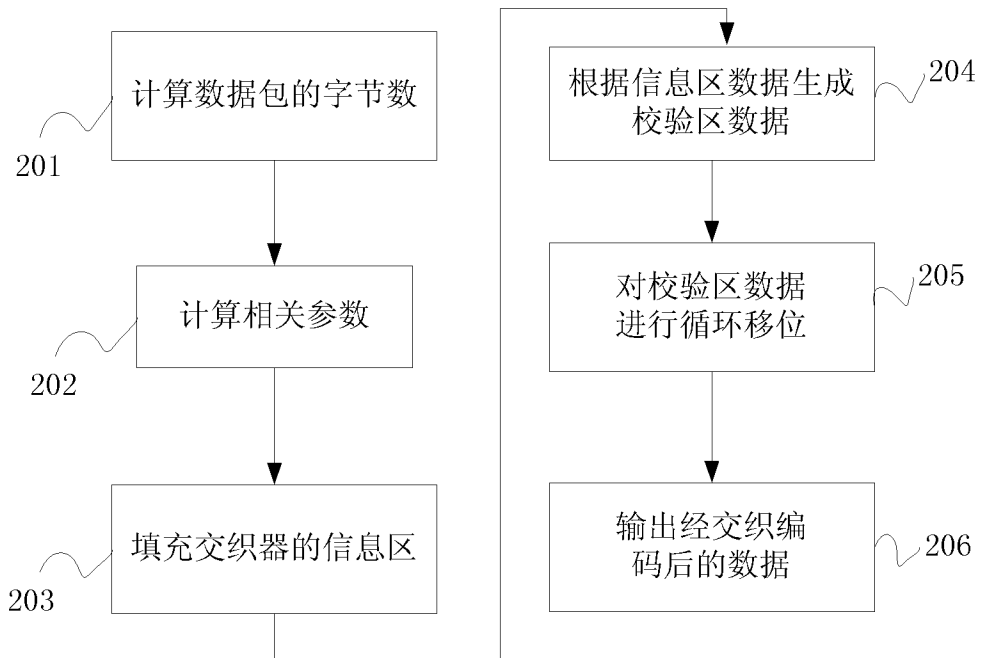 计算数据包的字节数
201
计算相关参数
202
填充交织器的信息区
203
根据信息区数据生成
校验区数据
204
对校验区数据
进行循环移位
205
输出经交织编
码后的数据
206